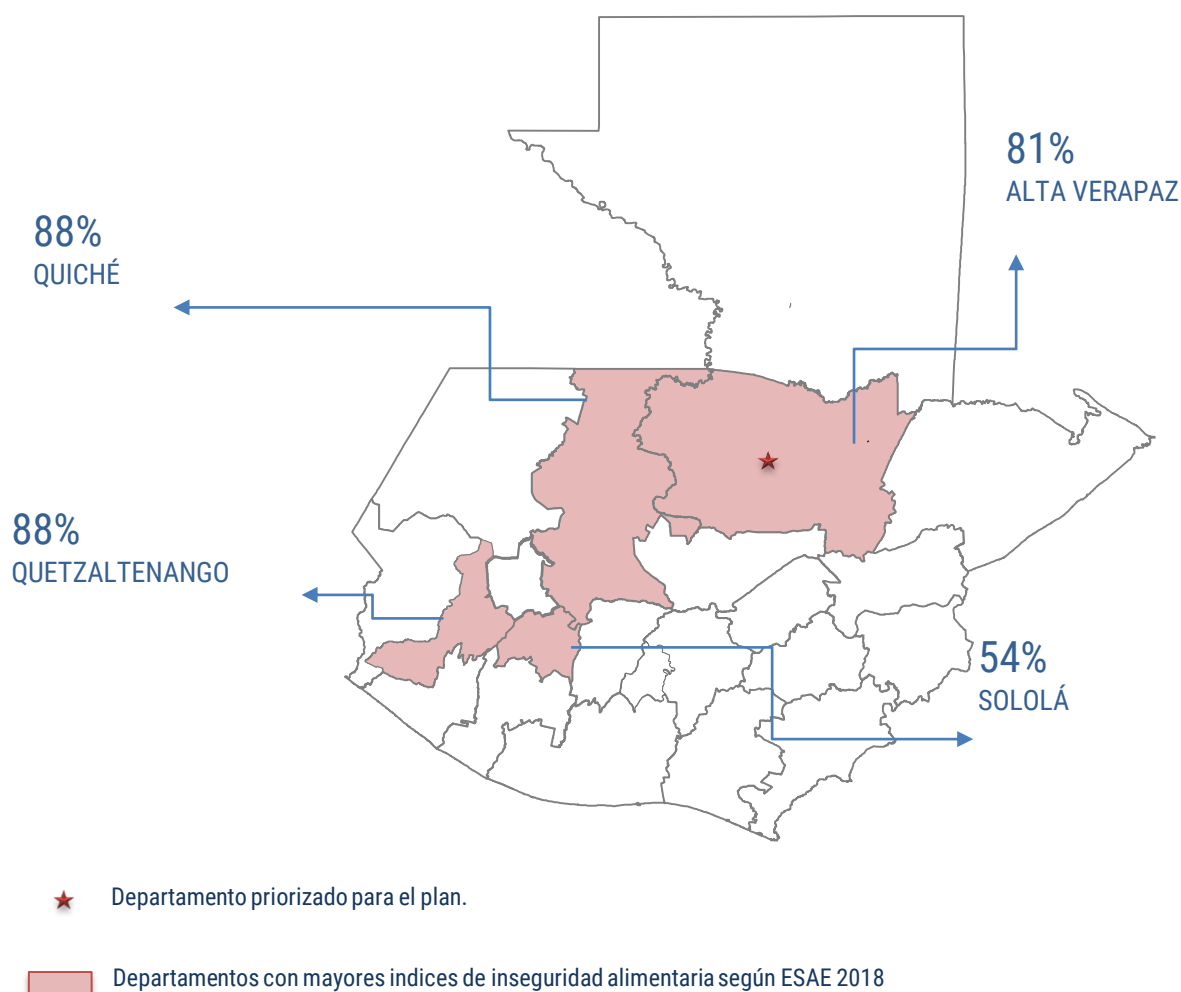 81%
ALTA VERAPAZ
88%
QUICHÉ
88%
QUETZALTENANGO
54%
SOLOLÁ
Departamento priorizado para el plan.
Departamentos con mayores indices de inseguridad alimentaria según ESAE 2018